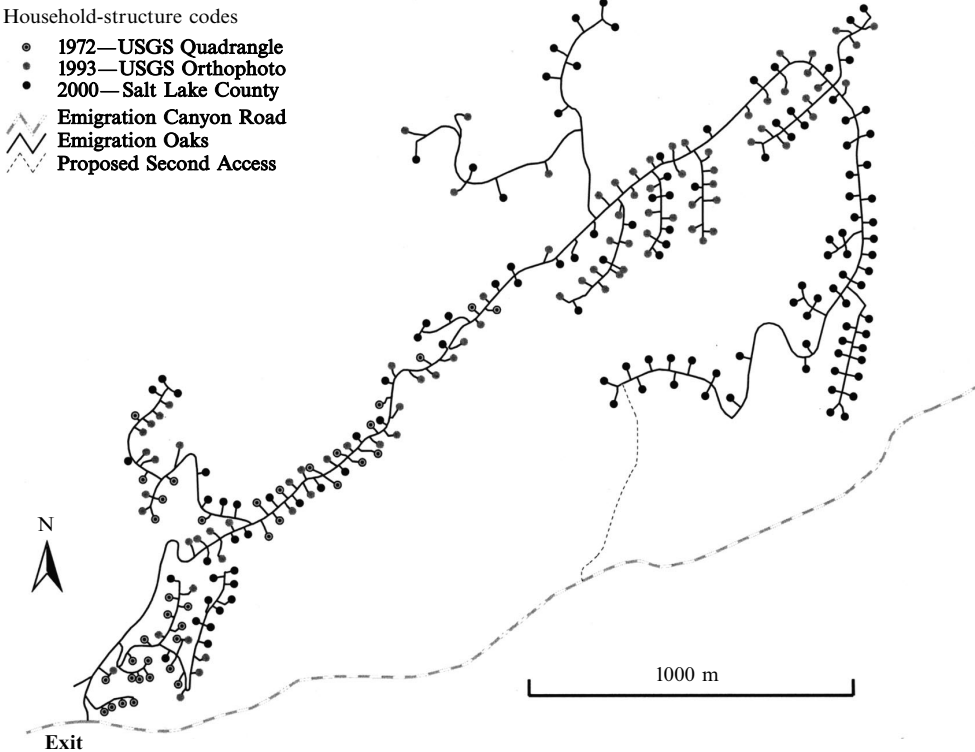 Household-structure codes
1972—USGS Quadrangle
1993—USGS Orthophoto
2000—Salt Lake County
Emigration Canyon Road
Emigration Oaks
Proposed Second Access
N
1000 m
Exit